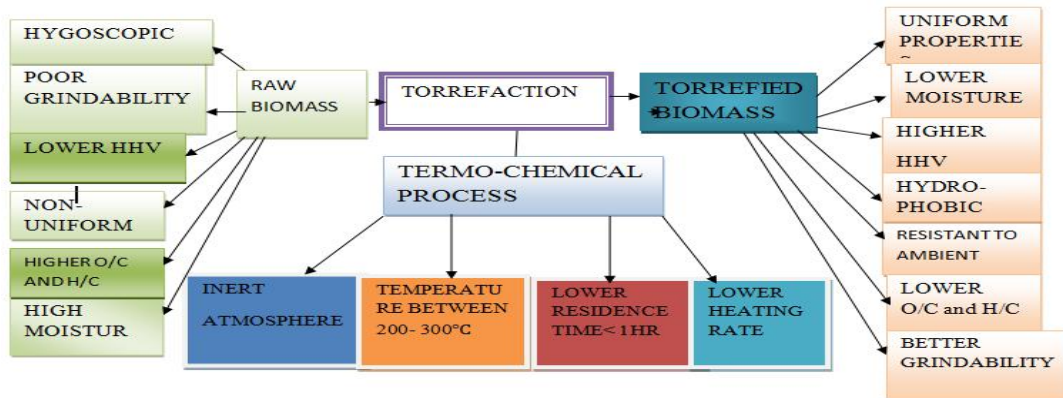 HYGOSCOPIC
POOR
GRINDABILITY
LOWER HHV
NON-
UNIFORM
HIGHER O/C
AND H/C
HIGH
MOISTUR
RAW
BIOMASS
TORREFACTION
TERMO-CHEMICAL
PROCESS
INERT
ATMOSPHERE
TEMPERATU
RE BETWEEN
200- 300°C
LOWER
RESIDENCE
TIME< 1HR
LOWER
HEATING
RATE
TORREFIED
BIOMASS
UNIFORM
PROPERTIE
LOWER
MOISTURE
HIGHER
HHV
HYDRO-
PHOBIC
RESISTANT TO
AMBIENT
LOWER
O/C and H/C
BETTER
GRINDABILITY